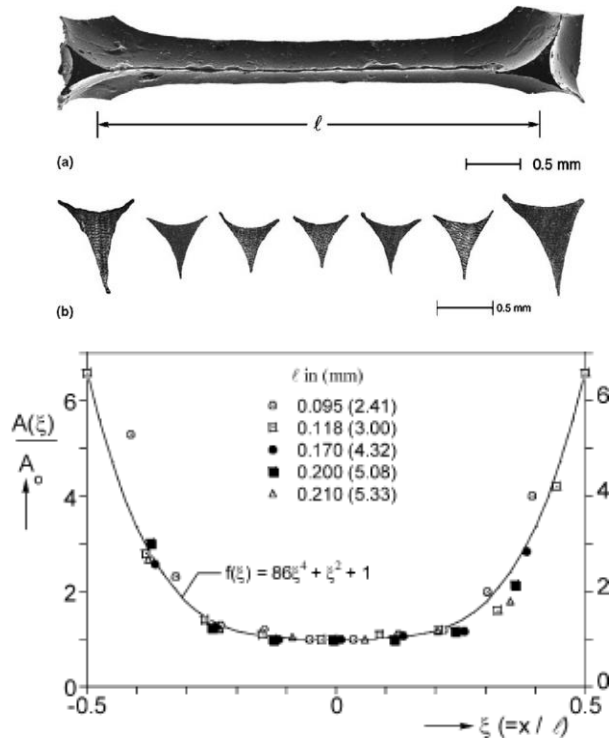 ℓ
(a)
0.5 mm
(b)
0.5 mm
ℓ in (mm)
0.095 (2.41)
0.118 (3.00)
0.170 (4.32)
0.200 (5.08)
0.210 (5.33)
A(ξ)
A₀
f(ξ) = 86ξ⁴ + ξ² + 1
6
4
2
0
6
4
2
0
-0.5
0
0.5
ξ (=x / ℓ)